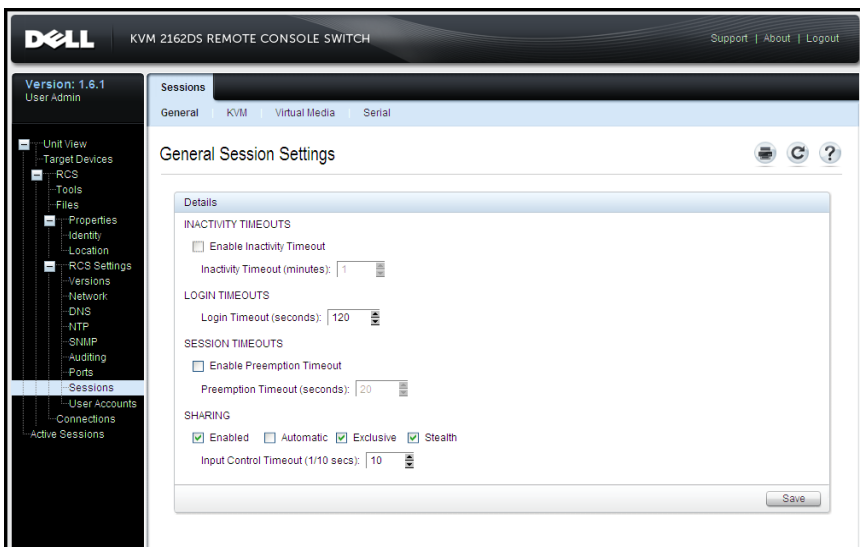 DELL KVM 2162DS REMOTE CONSOLE SWITCH Support | About | Logout
Version: 1.6.1
User Admin
Sessions
General KVM Virtual Media Serial
Unit View
Target Devices
RCS
Tools
Files
Properties
Identity
Location
RCS Settings
Versions
Network
DNS
NTP
SNMP
Auditing
Ports
Sessions
User Accounts
Connections
Active Sessions
General Session Settings ?
Details
INACTIVITY TIMEOUTS
Enable Inactivity Timeout
Inactivity Timeout (minutes): 1
LOGIN TIMEOUTS
Login Timeout (seconds): 120
SESSION TIMEOUTS
Enable Preemption Timeout
Preemption Timeout (seconds): 20
SHARING
Enabled Automatic Exclusive Stealth
Input Control Timeout (1/10 secs): 10
Save